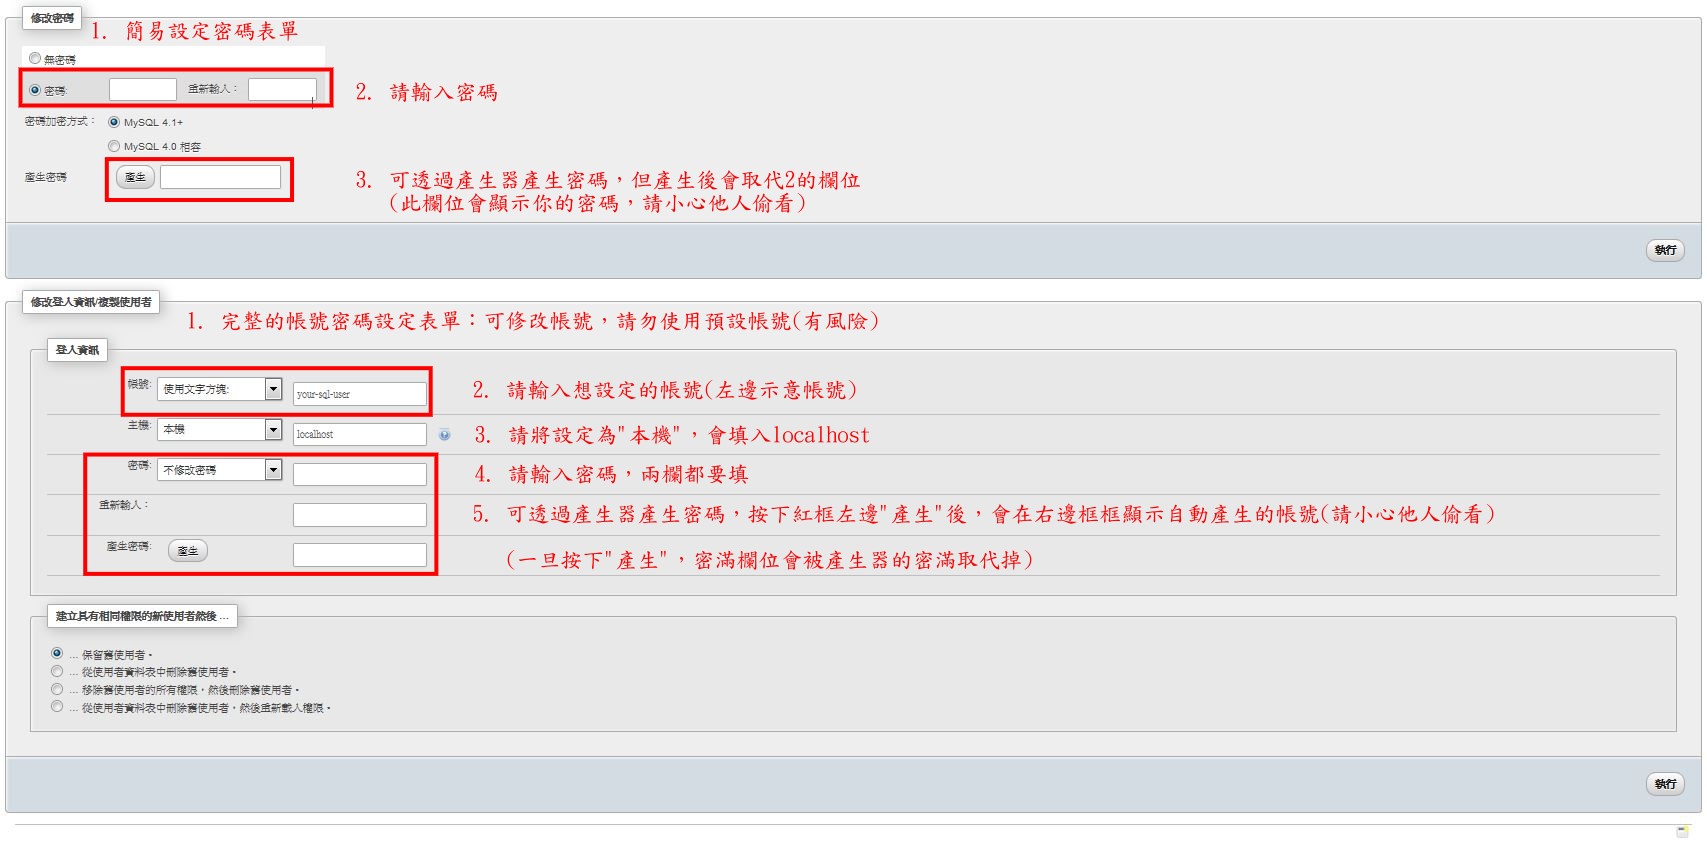 修改密碼
1. 簡易設定密碼表單
無密碼
密碼: 重新輸入：
2. 請輸入密碼
密碼加密方式： MySQL 4.1+
MySQL 4.0 相容
產生密碼 產生
3. 可透過產生器產生密碼，但產生後會取代2的欄位
(此欄位會顯示你的密碼，請小心他人偷看)
執行
修改登入資訊/複製使用者
1. 完整的帳號密碼設定表單：可修改帳號，請勿使用預設帳號(有風險)
登入資訊
帳號: 使用文字方塊: your-sql-user
2. 請輸入想設定的帳號(左邊示意帳號)
主機: 本機 localhost
3. 請將設定為"本機"，會填入localhost
密碼: 不修改密碼
4. 請輸入密碼，兩欄都要填
重新輸入：
5. 可透過產生器產生密碼，按下紅框左邊"產生"後，會在右邊框框顯示自動產生的帳號(請小心他人偷看)
產生密碼: 產生
(一旦按下"產生"，密滿欄位會被產生器的密滿取代掉)
建立具有相同權限的新使用者然後 ...
... 保留舊使用者。
... 從使用者資料表中刪除舊使用者。
... 移除舊使用者的所有權限，然後刪除舊使用者。
... 從使用者資料表中刪除舊使用者，然後重新載入權限。
執行